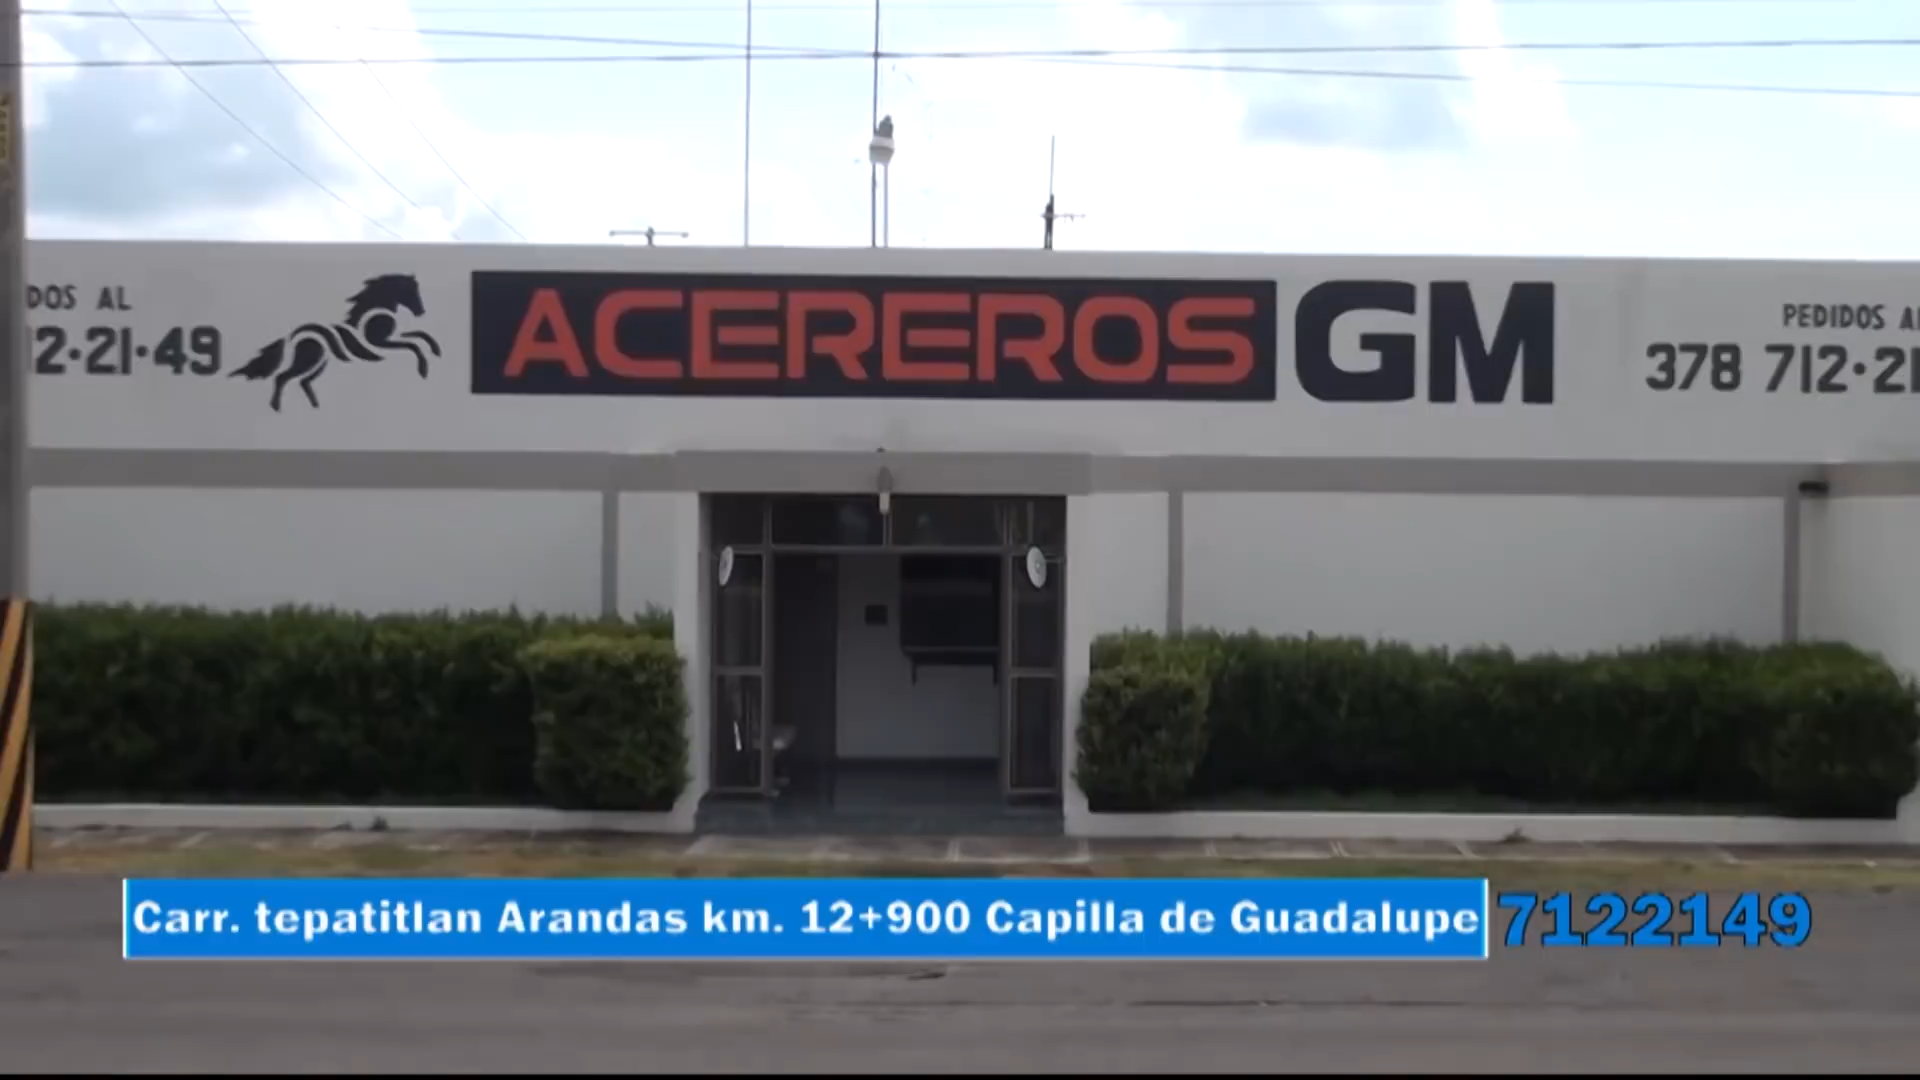 DOS AL
12·21·49
ACEREROS GM
PEDIDOS AL
378 712·21
Carr. tepatitlan Arandas km. 12+900 Capilla de Guadalupe
7122149